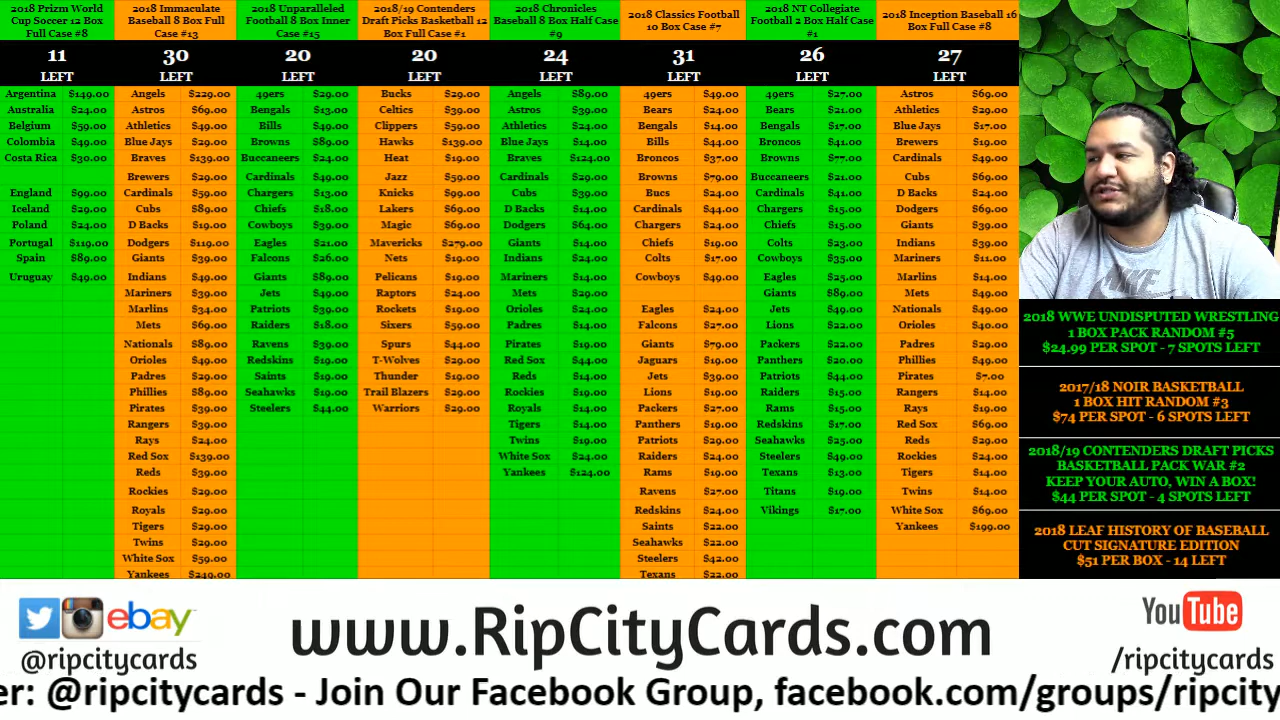 2018 Prizm World
Cup Soccer 12 Box
Full Case #8
11
LEFT
Argentina $149.00
Australia $24.00
Belgium $59.00
Colombia $49.00
Costa Rica $30.00
England $99.00
Iceland $29.00
Poland $24.00
Portugal $119.00
Spain $89.00
Uruguay $49.00
2018 Immaculate
Baseball 8 Box Full
Case #13
30
LEFT
Angels $229.00
Astros $69.00
Athletics $49.00
Blue Jays $29.00
Braves $139.00
Brewers $29.00
Cardinals $59.00
Cubs $89.00
D Backs $19.00
Dodgers $119.00
Giants $39.00
Indians $49.00
Mariners $39.00
Marlins $34.00
Mets $69.00
Nationals $89.00
Orioles $49.00
Padres $29.00
Phillies $89.00
Pirates $39.00
Rangers $39.00
Rays $24.00
Red Sox $139.00
Reds $39.00
Rockies $29.00
Royals $29.00
Tigers $29.00
Twins $29.00
White Sox $59.00
Yankees $249.00
2018 Unparalleled
Football 8 Box Inner
Case #15
20
LEFT
49ers $29.00
Bengals $13.00
Bills $49.00
Browns $89.00
Buccaneers $24.00
Cardinals $49.00
Chargers $13.00
Chiefs $18.00
Cowboys $39.00
Eagles $21.00
Falcons $26.00
Giants $89.00
Jets $49.00
Patriots $39.00
Raiders $18.00
Ravens $39.00
Redskins $19.00
Saints $19.00
Seahawks $19.00
Steelers $44.00
2018/19 Contenders
Draft Picks Basketball 12
Box Full Case #1
20
LEFT
Bucks $29.00
Celtics $39.00
Clippers $59.00
Hawks $139.00
Heat $19.00
Jazz $59.00
Knicks $99.00
Lakers $69.00
Magic $69.00
Mavericks $279.00
Nets $19.00
Pelicans $19.00
Raptors $24.00
Rockets $19.00
Sixers $59.00
Spurs $44.00
T-Wolves $29.00
Thunder $19.00
Trail Blazers $29.00
Warriors $29.00
2018 Chronicles
Baseball 8 Box Half Case
#9
24
LEFT
Angels $89.00
Astros $39.00
Athletics $24.00
Blue Jays $14.00
Braves $124.00
Cardinals $29.00
Cubs $39.00
D Backs $14.00
Dodgers $64.00
Giants $14.00
Indians $24.00
Mariners $14.00
Mets $29.00
Orioles $24.00
Padres $14.00
Pirates $19.00
Red Sox $44.00
Reds $14.00
Rockies $19.00
Royals $14.00
Tigers $14.00
Twins $19.00
White Sox $24.00
Yankees $124.00
2018 Classics Football
10 Box Case #7
31
LEFT
49ers $49.00
Bears $24.00
Bengals $14.00
Bills $44.00
Broncos $37.00
Browns $79.00
Bucs $24.00
Cardinals $44.00
Chargers $24.00
Chiefs $19.00
Colts $17.00
Cowboys $49.00
Eagles $24.00
Falcons $27.00
Giants $79.00
Jaguars $19.00
Jets $39.00
Lions $19.00
Packers $27.00
Panthers $19.00
Patriots $29.00
Raiders $24.00
Rams $19.00
Ravens $27.00
Redskins $24.00
Saints $22.00
Seahawks $22.00
Steelers $42.00
Texans $22.00
2018 NT Collegiate
Football 2 Box Half Case
#1
26
LEFT
49ers $27.00
Bears $21.00
Bengals $17.00
Broncos $41.00
Browns $77.00
Buccaneers $21.00
Cardinals $41.00
Chargers $15.00
Chiefs $15.00
Colts $23.00
Cowboys $35.00
Eagles $25.00
Giants $89.00
Jets $49.00
Lions $22.00
Packers $22.00
Panthers $20.00
Patriots $44.00
Raiders $15.00
Rams $15.00
Redskins $17.00
Seahawks $25.00
Steelers $49.00
Texans $13.00
Titans $19.00
Vikings $17.00
2018 Inception Baseball 16
Box Full Case #8
27
LEFT
Astros $69.00
Athletics $29.00
Blue Jays $17.00
Brewers $19.00
Cardinals $49.00
Cubs $69.00
D Backs $24.00
Dodgers $69.00
Giants $39.00
Indians $39.00
Mariners $11.00
Marlins $14.00
Mets $49.00
Nationals $49.00
Orioles $40.00
Padres $29.00
Phillies $49.00
Pirates $7.00
Rangers $14.00
Rays $19.00
Red Sox $69.00
Reds $29.00
Rockies $24.00
Tigers $14.00
Twins $14.00
White Sox $69.00
Yankees $199.00
NIKE
2018 WWE UNDISPUTED WRESTLING
1 BOX PACK RANDOM #5
$24.99 PER SPOT - 7 SPOTS LEFT
2017/18 NOIR BASKETBALL
1 BOX HIT RANDOM #3
$74 PER SPOT - 6 SPOTS LEFT
2018/19 CONTENDERS DRAFT PICKS
BASKETBALL PACK WAR #2
KEEP YOUR AUTO, WIN A BOX!
$44 PER SPOT - 4 SPOTS LEFT
2018 LEAF HISTORY OF BASEBALL
CUT SIGNATURE EDITION
$51 PER BOX - 14 LEFT
ebay
@ripcitycards
www.RipCityCards.com
YouTube
/ripcitycards
er: @ripcitycards - Join Our Facebook Group, facebook.com/groups/ripcity